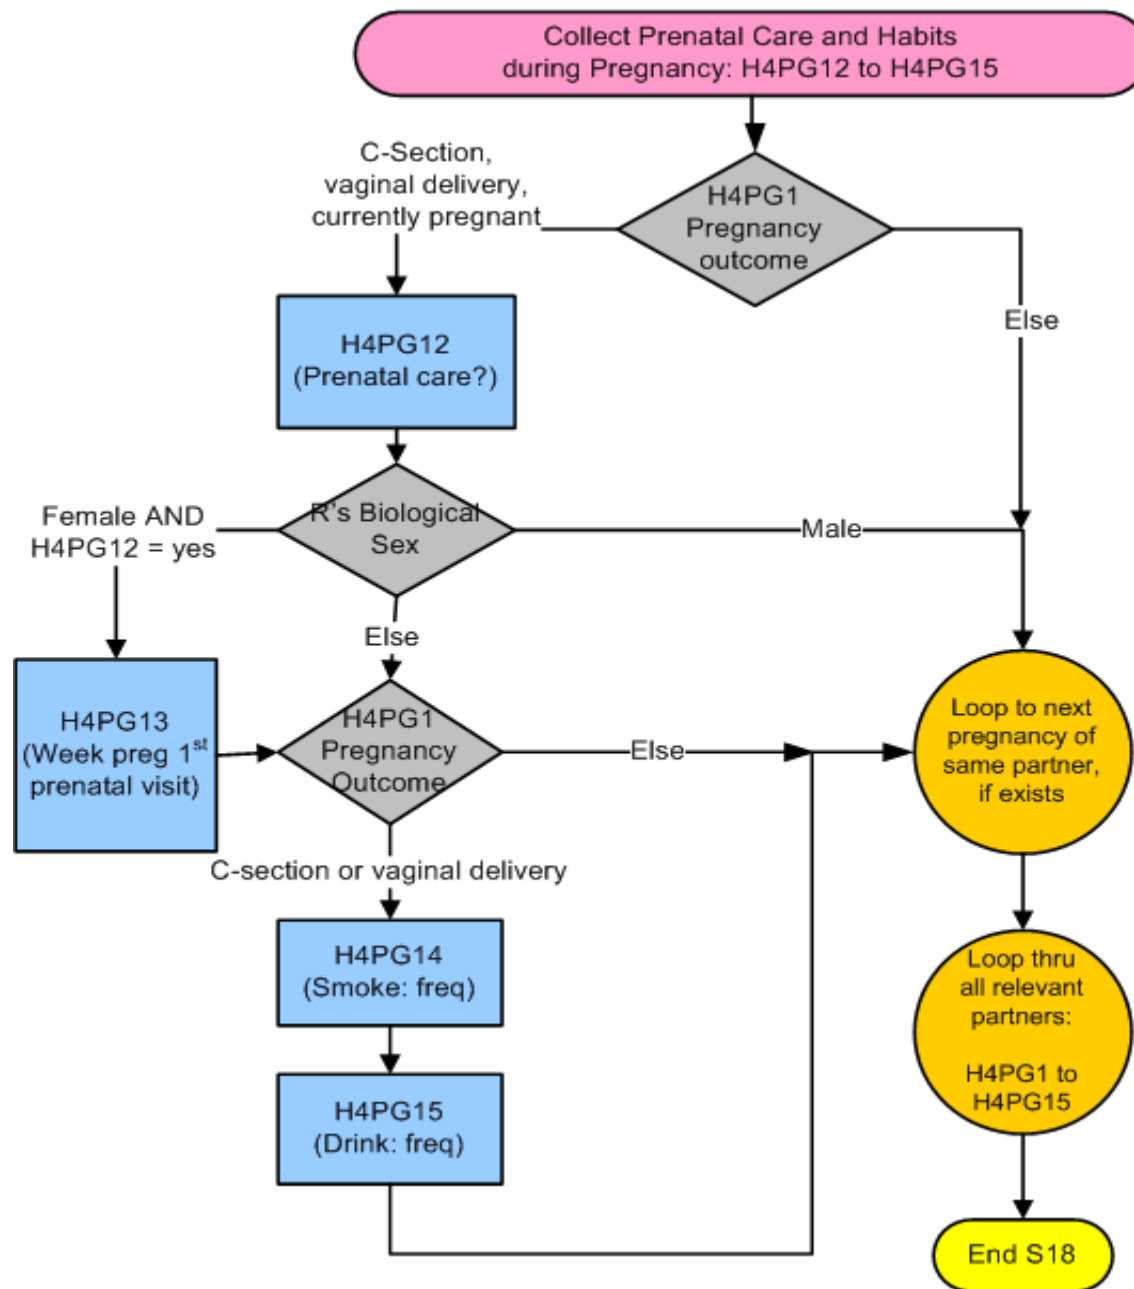 Collect Prenatal Care and Habits
during Pregnancy: H4PG12 to H4PG15
C-Section,
vaginal delivery,
currently pregnant
H4PG1
Pregnancy
outcome
Else
H4PG12
(Prenatal care?)
Female AND
H4PG12 = yes
R's Biological
Sex
Male
Else
H4PG13
(Week preg 1st
prenatal visit)
H4PG1
Pregnancy
Outcome
Else
Loop to next
pregnancy of
same partner,
if exists
C-section or vaginal delivery
H4PG14
(Smoke: freq)
Loop thru
all relevant
partners:
H4PG1 to
H4PG15
H4PG15
(Drink: freq)
End S18